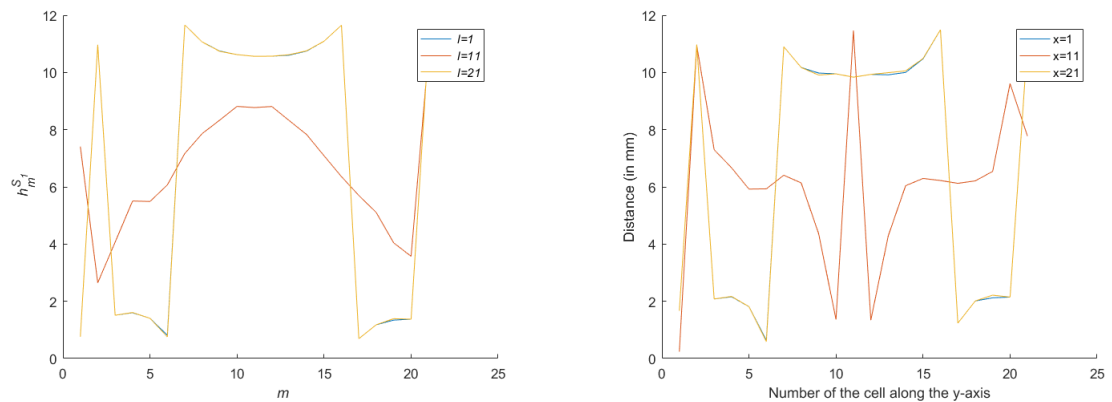 12
10
8
6
4
2
0
0 5 10 15 20 25
h_m^{S_1}
m
l=1
l=11
l=21
12
10
8
6
4
2
0
0 5 10 15 20 25
Distance (in mm)
Number of the cell along the y-axis
x=1
x=11
x=21